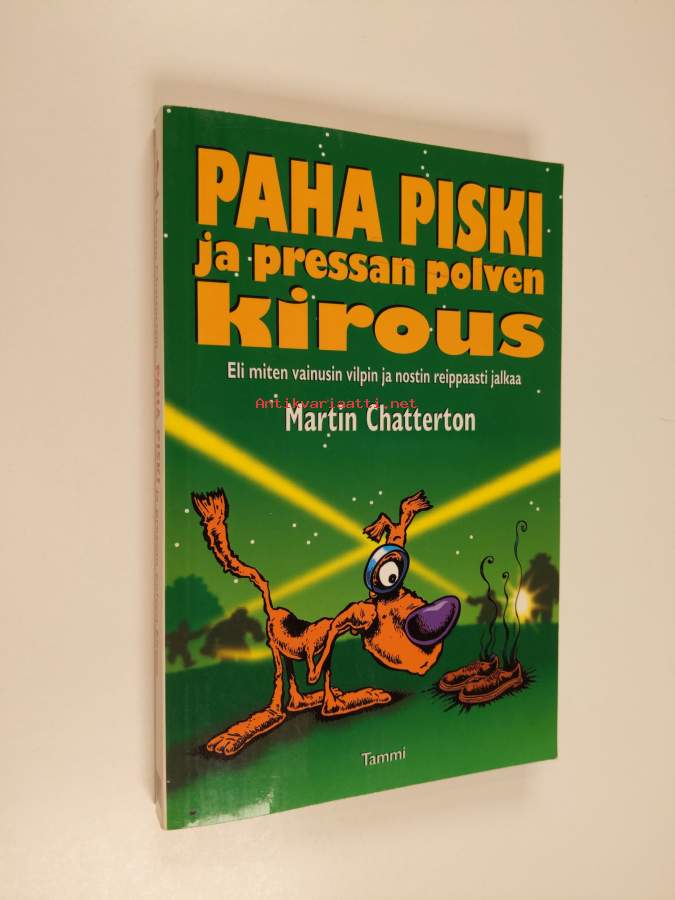 PAHA PISKI
ja pressan polven
kirous
Eli miten vainusin vilpin ja nostin reippaasti jalkaa
Antikvariaatti.net
Martin Chatterton
Tammi